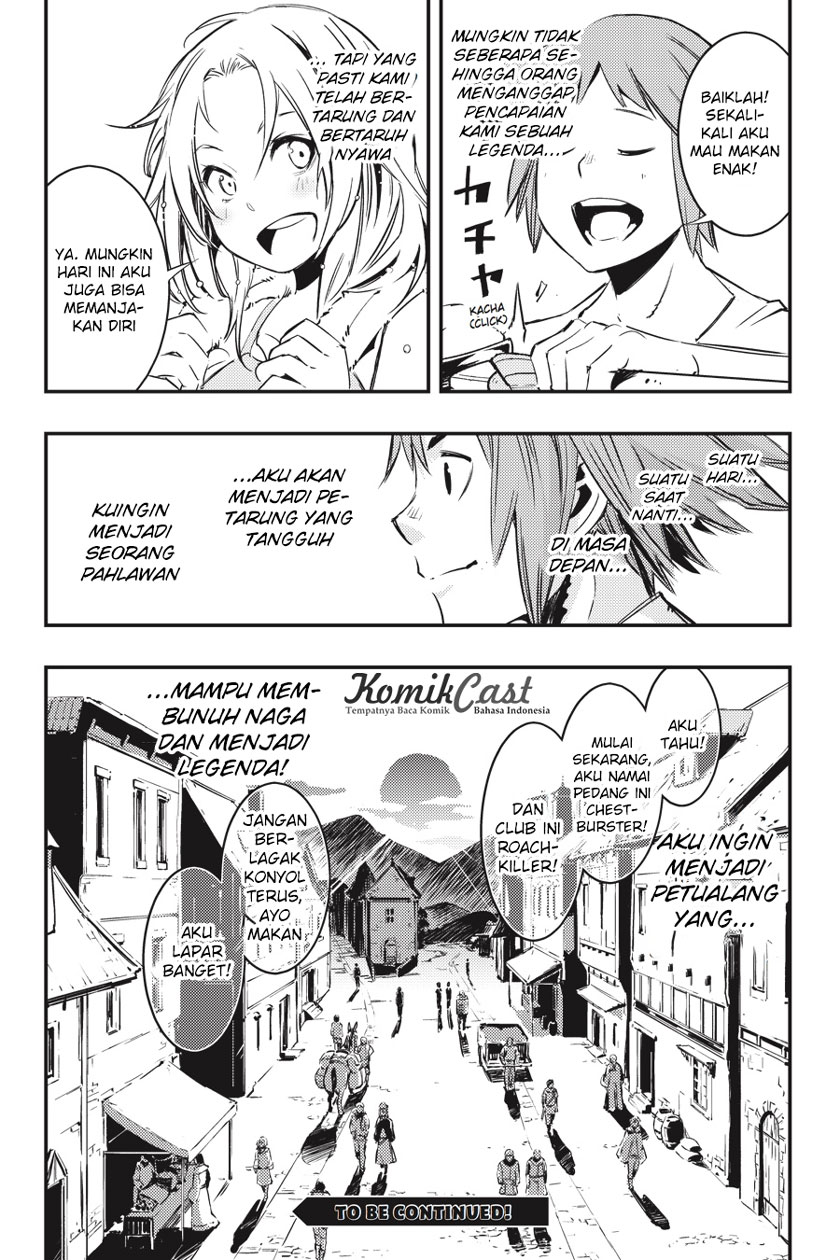 BAIKLAH!
SEKALI-
KALI AKU
MAU MAKAN
ENAK!
MUNGKIN TIDAK
SEBERAPA SE-
HINGGA ORANG
MENGANGGAP
PENCAPAIAN
KAMI SEBUAH
LEGENDA...
カチャ
KACHA
(CLICK)
... TAPI YANG
PASTI KAMI
TELAH BER-
TARUNG DAN
BERTARUH
NYAWA
YA. MUNGKIN
HARI INI AKU
JUGA BISA
MEMANJA-
KAN DIRI
SUATU
HARI...
SUATU
SAAT
NANTI...
DI MASA
DEPAN...
...AKU AKAN
MENJADI PE-
TARUNG YANG
TANGGUH
KUINGIN
MENJADI
SEORANG
PAHLAWAN
KomikCast
Tempatnya Baca Komik Bahasa Indonesia
AKU
TAHU!
MULAI
SEKARANG,
AKU NAMAI
PEDANG INI
'CHEST-
BURSTER!
DAN
CLUB INI
ROACH-
KILLER!
AKU INGIN
MENJADI
PETUALANG
YANG...
...MAMPU MEM-
BUNUH NAGA
DAN MENJADI
LEGENDA!
JANGAN
BER-
LAGAK
KONYOL
TERUS,
AYO
MAKAN
AKU
LAPAR
BANGET!
TO BE CONTINUED!